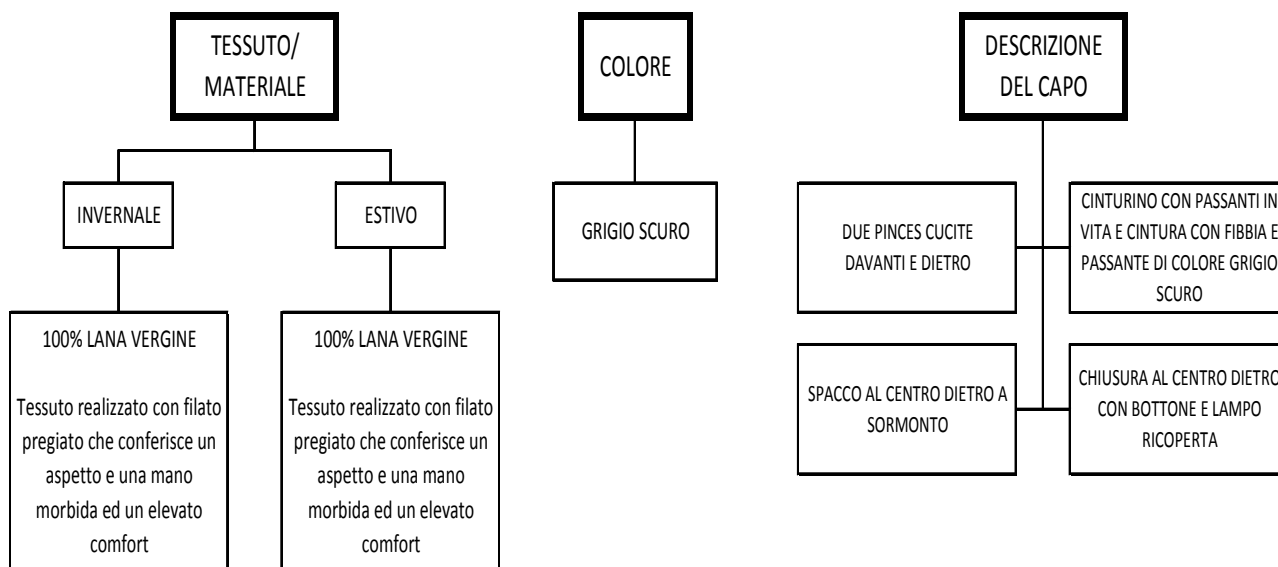 TESSUTO/
MATERIALE
COLORE
DESCRIZIONE
DEL CAPO
INVERNALE
ESTIVO
GRIGIO SCURO
DUE PINCES CUCITE
DAVANTI E DIETRO
CINTURINO CON PASSANTI IN
VITA E CINTURA CON FIBBIA E
PASSANTE DI COLORE GRIGIO
SCURO
100% LANA VERGINE
Tessuto realizzato con filato
pregiato che conferisce un
aspetto e una mano
morbida ed un elevato
comfort
100% LANA VERGINE
Tessuto realizzato con filato
pregiato che conferisce un
aspetto e una mano
morbida ed un elevato
comfort
SPACCO AL CENTRO DIETRO A
SORMONTO
CHIUSURA AL CENTRO DIETRO
CON BOTTONE E LAMPO
RICOPERTA